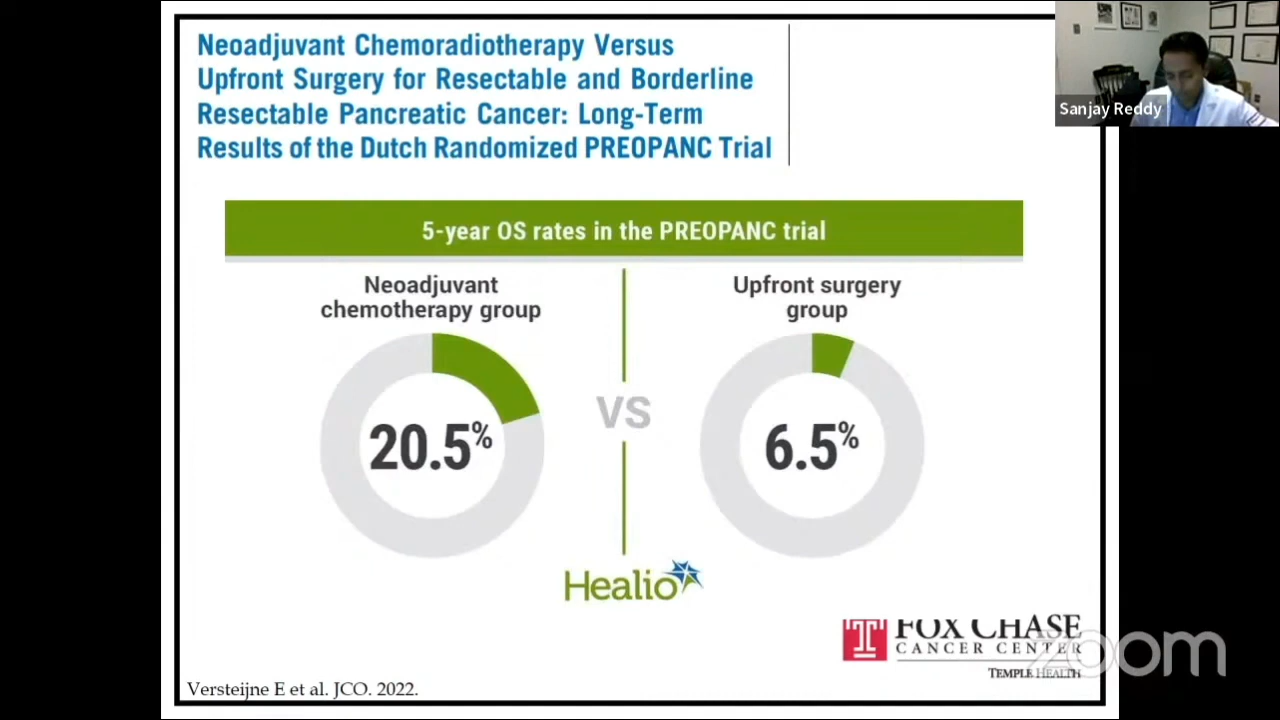 Neoadjuvant Chemoradiotherapy Versus
Upfront Surgery for Resectable and Borderline
Resectable Pancreatic Cancer: Long-Term
Results of the Dutch Randomized PREOPANC Trial
Sanjay Reddy
5-year OS rates in the PREOPANC trial
Neoadjuvant
chemotherapy group
20.5%
VS
Upfront surgery
group
6.5%
Healio
FOX CHASE
CANCER CENTER
TEMPLE HEALTH
zoom
Versteijne E et al. JCO. 2022.